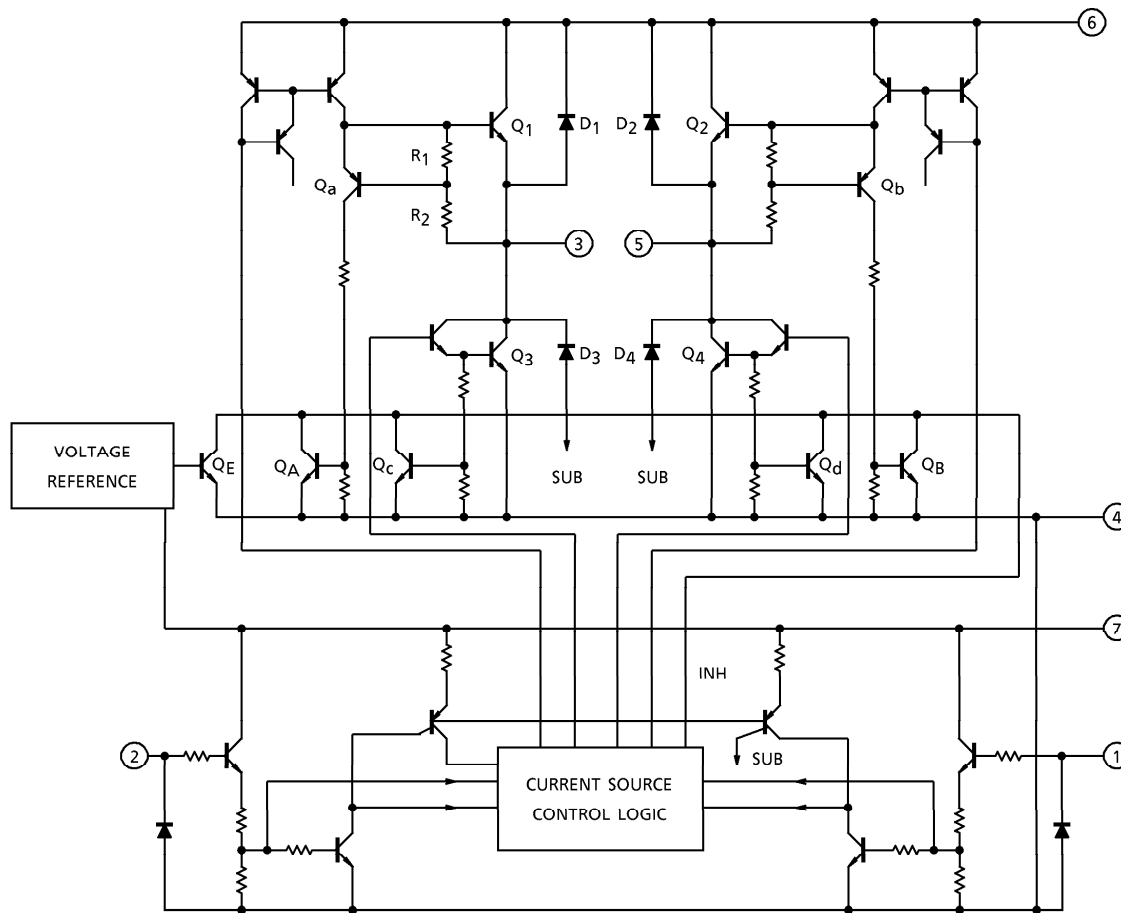 6
Q1 D1 D2 Q2
R1
Qa Qb
R2
3 5
Q3 D3 D4 Q4
VOLTAGE
REFERENCE
QE QA Qc SUB SUB Qd QB
4
7
INH
2 SUB 1
CURRENT SOURCE
CONTROL LOGIC